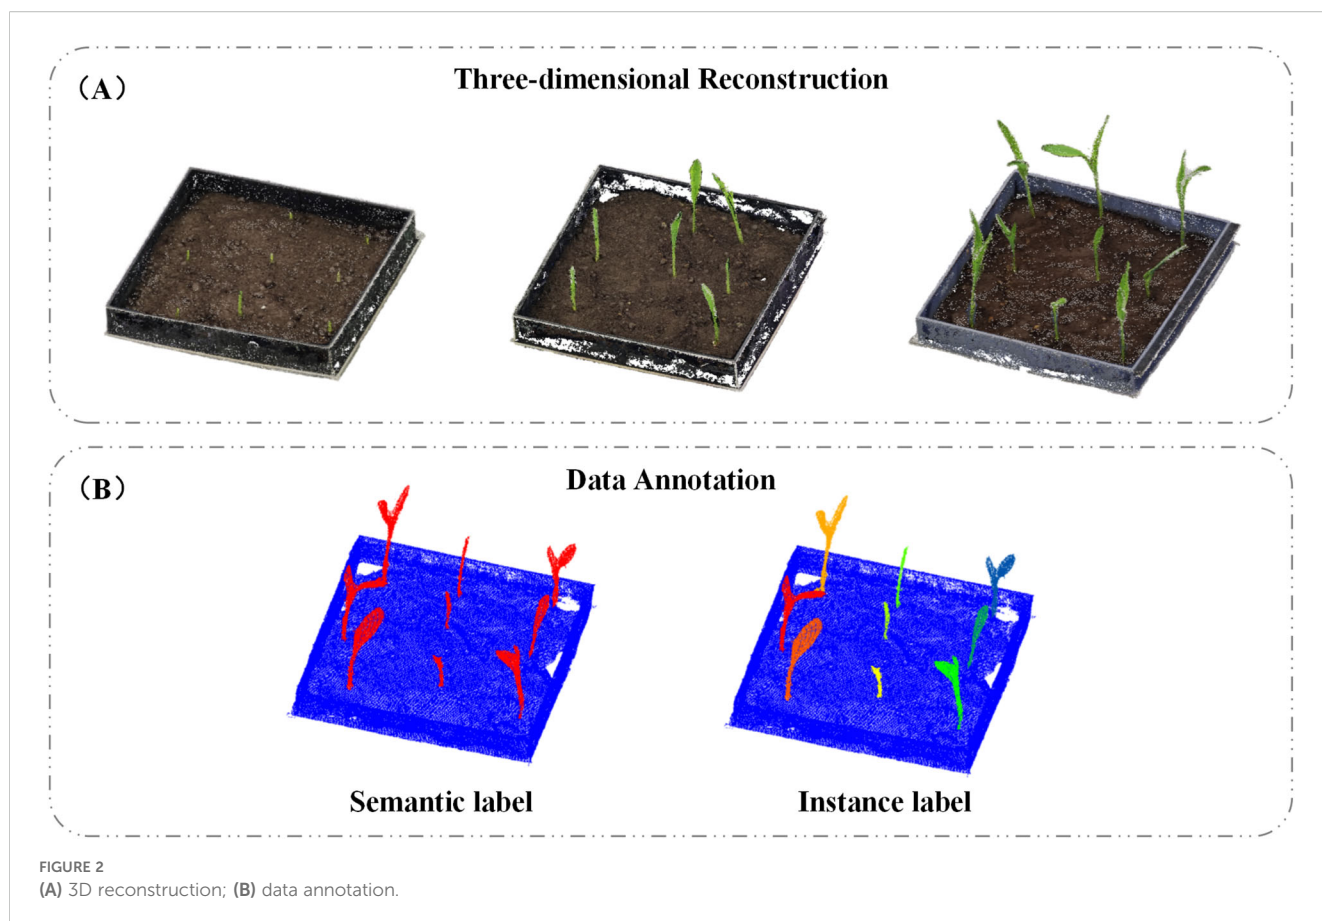 （A）
Three-dimensional Reconstruction
（B）
Data Annotation
Semantic label
Instance label
FIGURE 2
(A) 3D reconstruction; (B) data annotation.